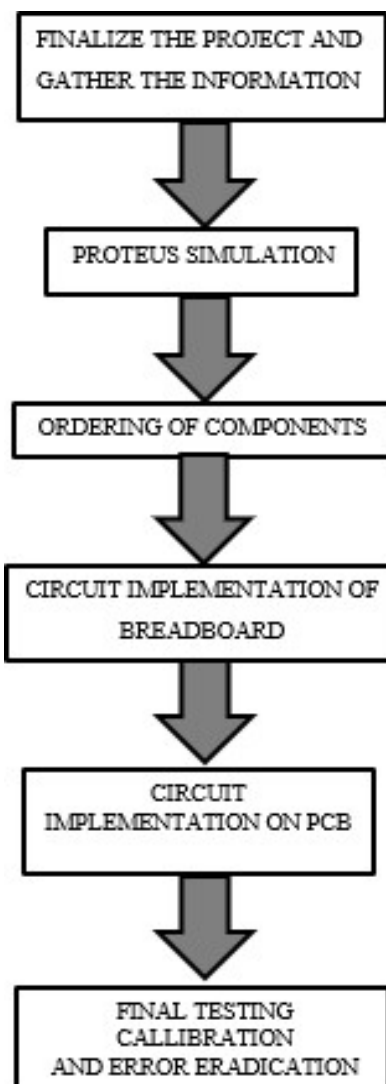 FINALIZE THE PROJECT AND
GATHER THE INFORMATION
PROTEUS SIMULATION
ORDERING OF COMPONENTS
CIRCUIT IMPLEMENTATION OF
BREADBOARD
CIRCUIT
IMPLEMENTATION ON PCB
FINAL TESTING
CALLIBRATION
AND ERROR ERADICATION